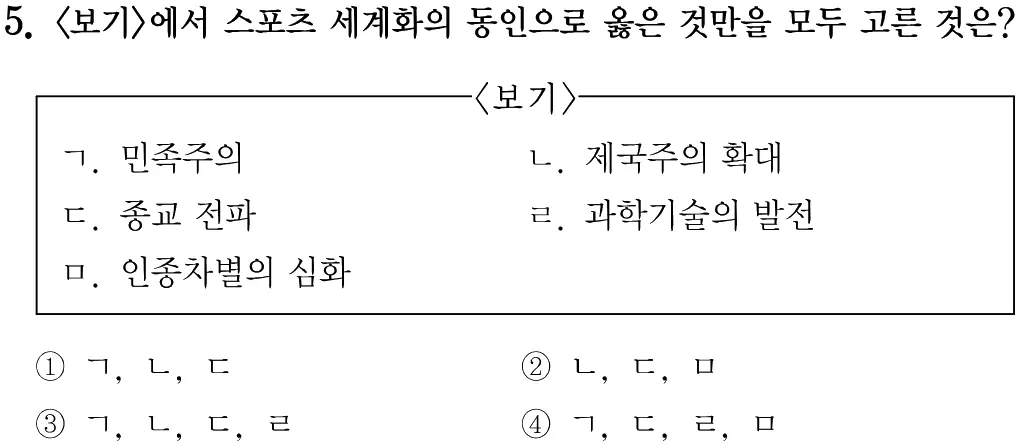 5. 〈보기〉에서 스포츠 세계화의 동인으로 옳은 것만을 모두 고른 것은?
〈보기〉
ㄱ. 민족주의 ㄴ. 제국주의 확대
ㄷ. 종교 전파 ㄹ. 과학기술의 발전
ㅁ. 인종차별의 심화
① ㄱ, ㄴ, ㄷ ② ㄴ, ㄷ, ㅁ
③ ㄱ, ㄴ, ㄷ, ㄹ ④ ㄱ, ㄷ, ㄹ, ㅁ